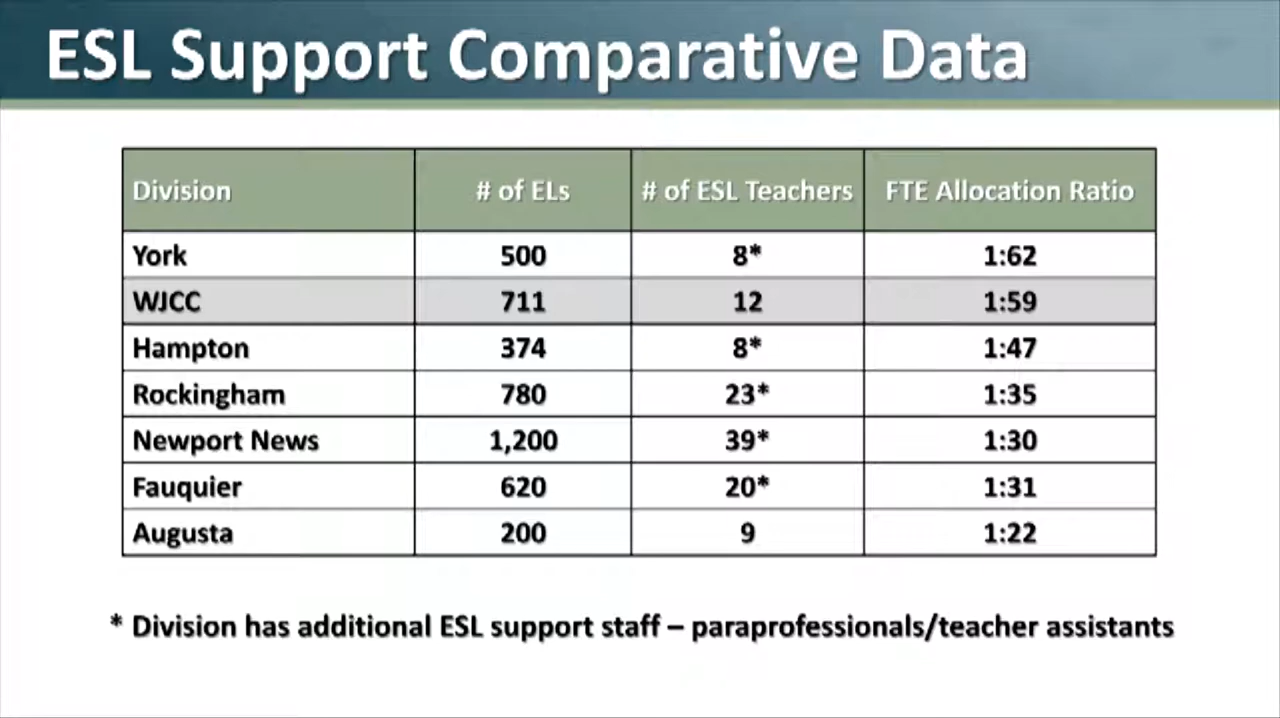 ESL Support Comparative Data
Division # of ELs # of ESL Teachers FTE Allocation Ratio
York 500 8* 1:62
WJCC 711 12 1:59
Hampton 374 8* 1:47
Rockingham 780 23* 1:35
Newport News 1,200 39* 1:30
Fauquier 620 20* 1:31
Augusta 200 9 1:22
* Division has additional ESL support staff – paraprofessionals/teacher assistants